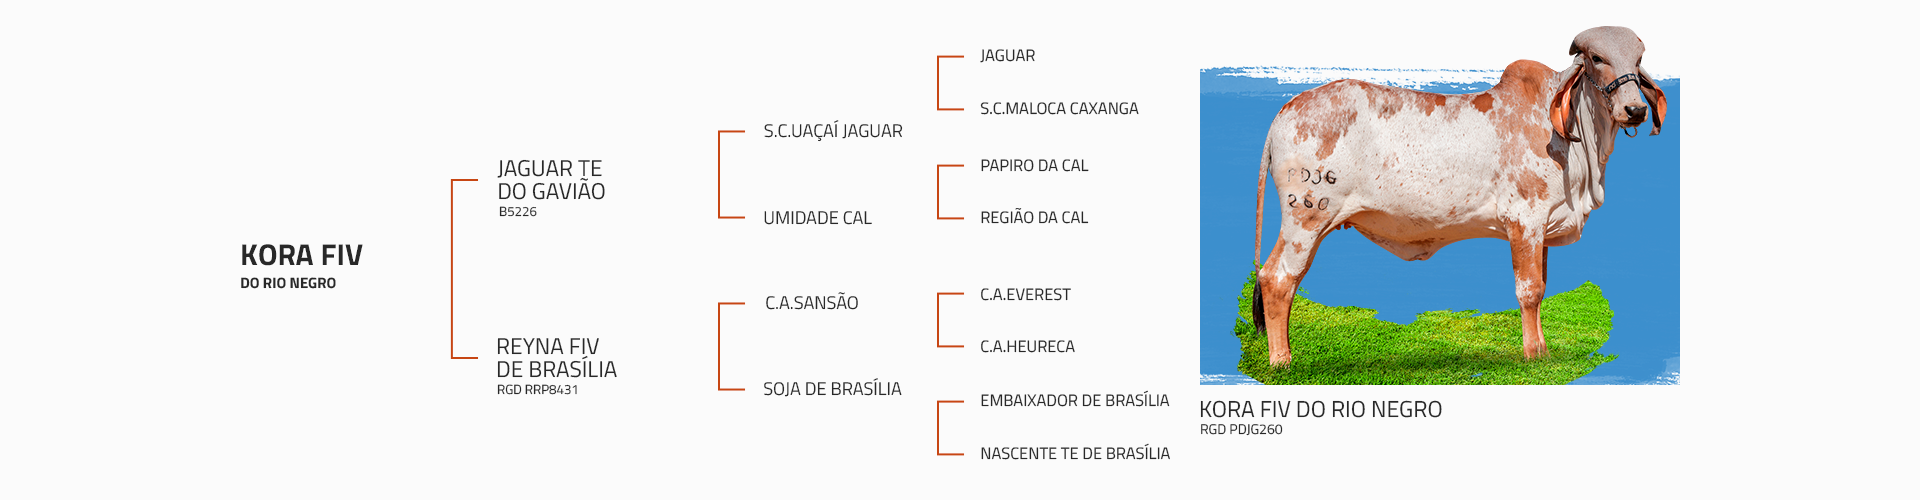 KORA FIV
DO RIO NEGRO
JAGUAR TE
DO GAVIÃO
B5226
REYNA FIV
DE BRASÍLIA
RGD RRP8431
S.C.UAÇAÍ JAGUAR
UMIDADE CAL
C.A.SANSÃO
SOJA DE BRASÍLIA
JAGUAR
S.C.MALOCA CAXANGA
PAPIRO DA CAL
REGIÃO DA CAL
C.A.EVEREST
C.A.HEURECA
EMBAIXADOR DE BRASÍLIA
NASCENTE TE DE BRASÍLIA
PDJG
260
KORA FIV DO RIO NEGRO
RGD PDJG260